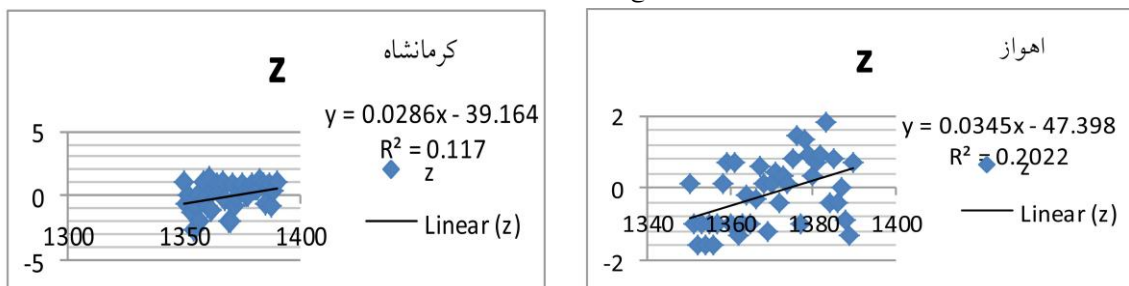 كرمانشاه
z
y = 0.0286x - 39.164
R² = 0.117
z
Linear (z)
5
0
-5
1300
1350
1400
اهواز
z
y = 0.0345x - 47.398
R² = 0.2022
z
Linear (z)
2
0
-2
1340
1360
1380
1400